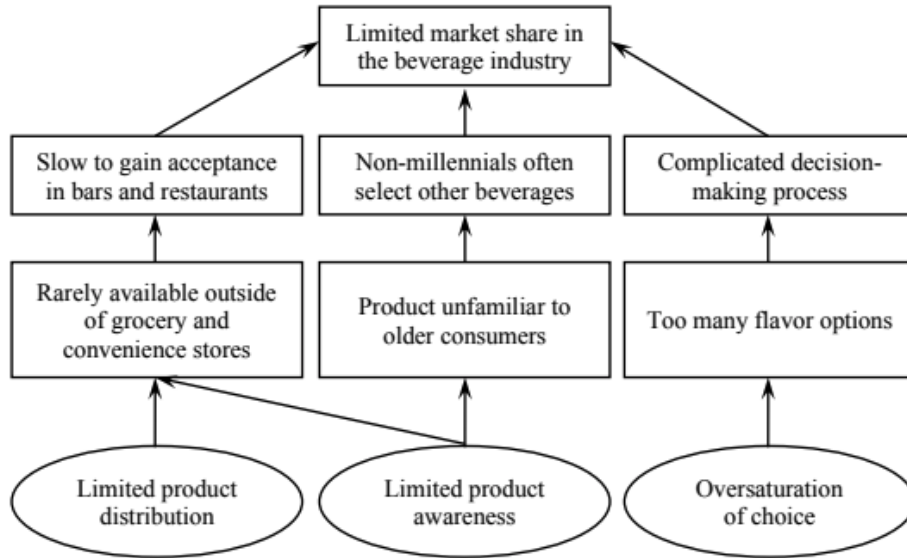 Limited market share in
the beverage industry
Slow to gain acceptance
in bars and restaurants
Non-millennials often
select other beverages
Complicated decision-
making process
Rarely available outside
of grocery and
convenience stores
Product unfamiliar to
older consumers
Too many flavor options
Limited product
distribution
Limited product
awareness
Oversaturation
of choice